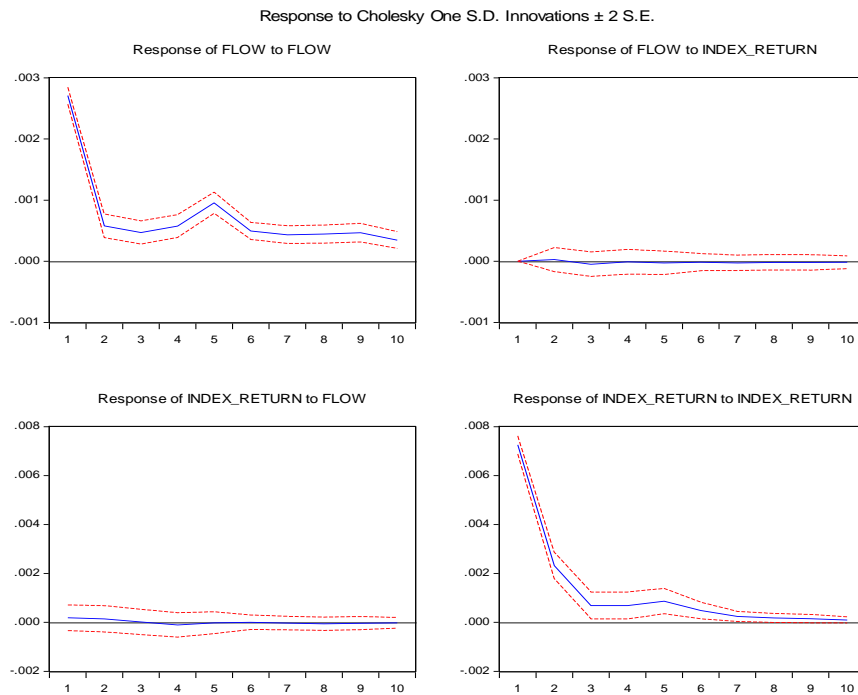 Response to Cholesky One S.D. Innovations ± 2 S.E.
Response of FLOW to FLOW
.003
.002
.001
.000
-.001
1 2 3 4 5 6 7 8 9 10
Response of FLOW to INDEX_RETURN
.003
.002
.001
.000
-.001
1 2 3 4 5 6 7 8 9 10
Response of INDEX_RETURN to FLOW
.008
.006
.004
.002
.000
-.002
1 2 3 4 5 6 7 8 9 10
Response of INDEX_RETURN to INDEX_RETURN
.008
.006
.004
.002
.000
-.002
1 2 3 4 5 6 7 8 9 10